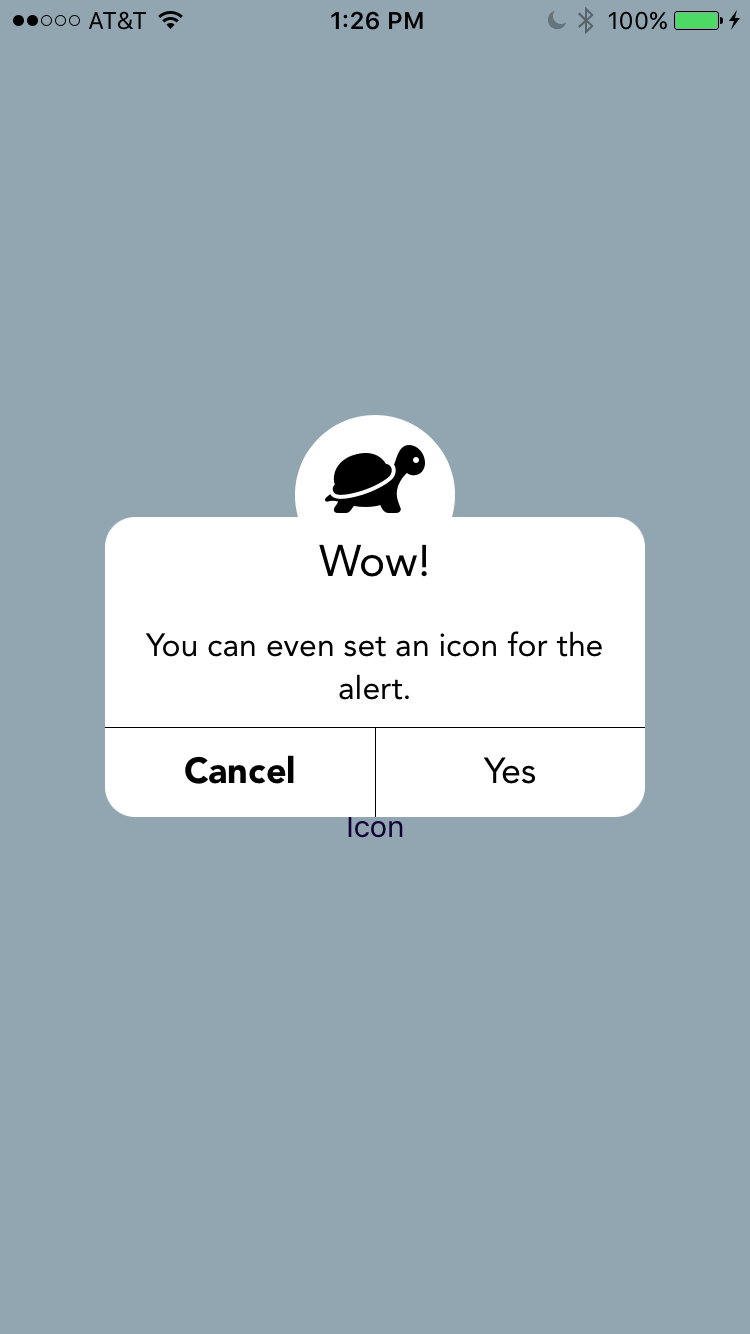 AT&T 1:26 PM 100%
Wow!
You can even set an icon for the
alert.
Cancel Yes
Icon